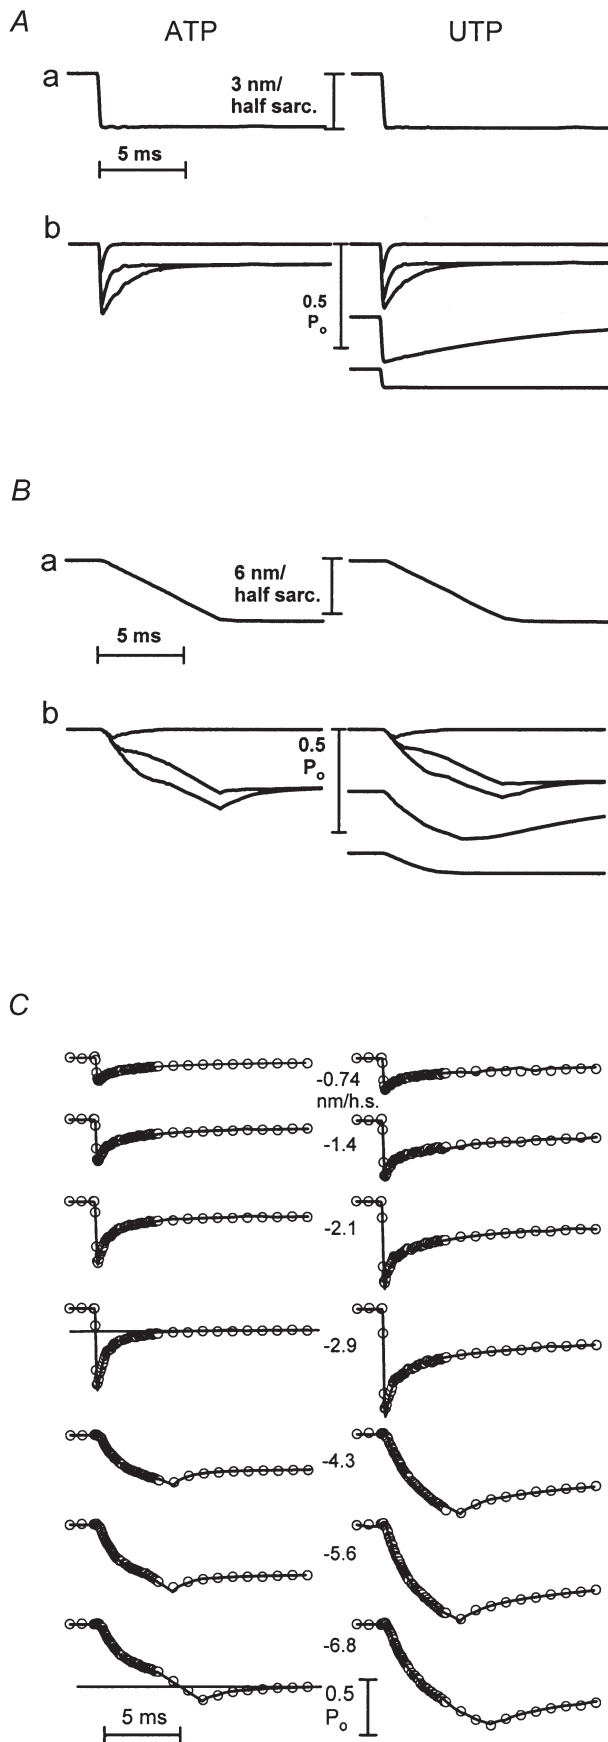 A
ATP
UTP
a
3 nm/
half sarc.
5 ms
b
0.5
Po
B
a
6 nm/
half sarc.
5 ms
b
0.5
Po
C
-0.74
nm/h.s.
-1.4
-2.1
-2.9
-4.3
-5.6
-6.8
0.5
Po
5 ms